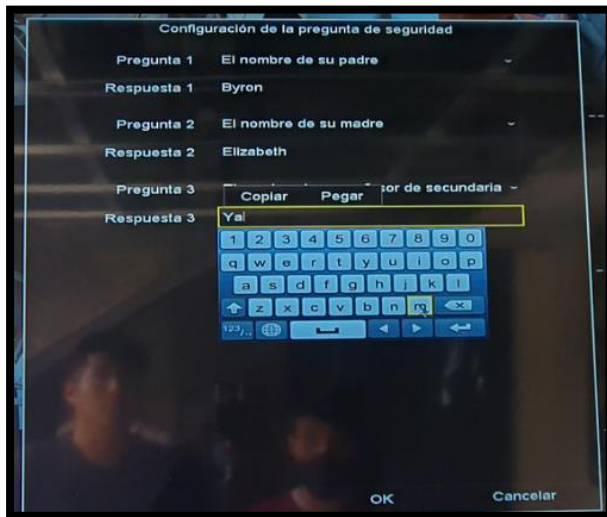 Configuración de la pregunta de seguridad
Pregunta 1 El nombre de su padre
Respuesta 1 Byron
Pregunta 2 El nombre de su madre
Respuesta 2 Elizabeth
Pregunta 3 sor de secundaria
Copiar Pegar
Respuesta 3 Ya
1 2 3 4 5 6 7 8 9 0
q w e r t y u i o p
a s d f g h j k l
z x c v b n m
123/.,
OK Cancelar